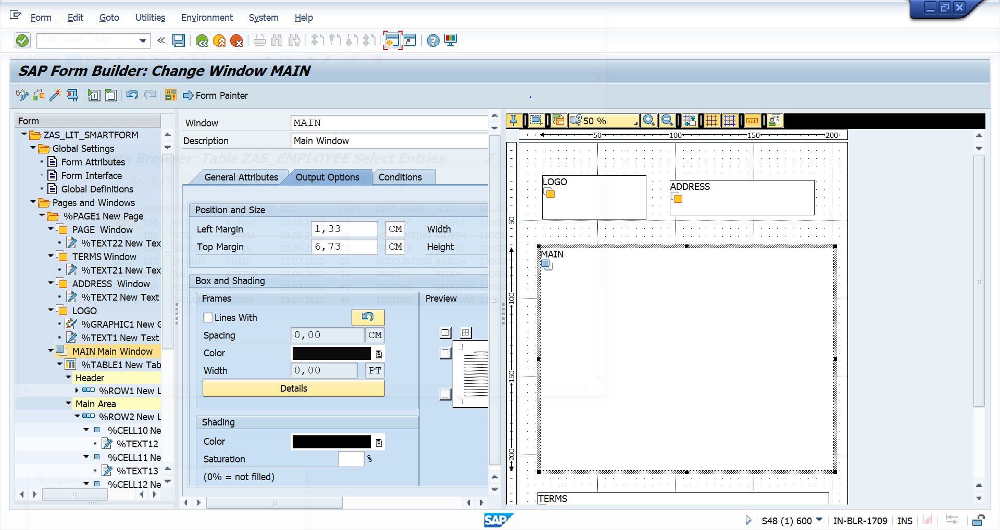 Form Edit Goto Utilities Environment System Help
SAP Form Builder: Change Window MAIN
Form Painter
Form
ZAS_LIT_SMARTFORM
Global Settings
Form Attributes
Form Interface
Global Definitions
Pages and Windows
%PAGE1 New Page
PAGE Window
%TEXT22 New Tex
TERMS Window
%TEXT21 New Tex
ADDRESS Window
%TEXT2 New Text
LOGO
%GRAPHIC1 New G
%TEXT1 New Text
MAIN Main Window
%TABLE1 New Tab
Header
%ROW1 New L
Main Area
%ROW2 New L
%CELL10 Ne
%TEXT12
%CELL11 Ne
%TEXT13
%CELL12 Ne
Window MAIN
Description Main Window
Data Browser: Table ZAS_EMPLOYEE Select Entries 7
General Attributes Output Options Conditions
Position and Size
Left Margin 1,33 CM Width
Top Margin 6,73 CM Height
Box and Shading
Frames
Lines With
Spacing 0,00 CM
Color
Width 0,00 PT
Details
Preview
Shading
Color
Saturation %
(0% = not filled)
50 %
50 100 150 200
50
100
150
200
LOGO
ADDRESS
MAIN
TERMS
SAP
S48 (1) 600 IN-BLR-1709 INS